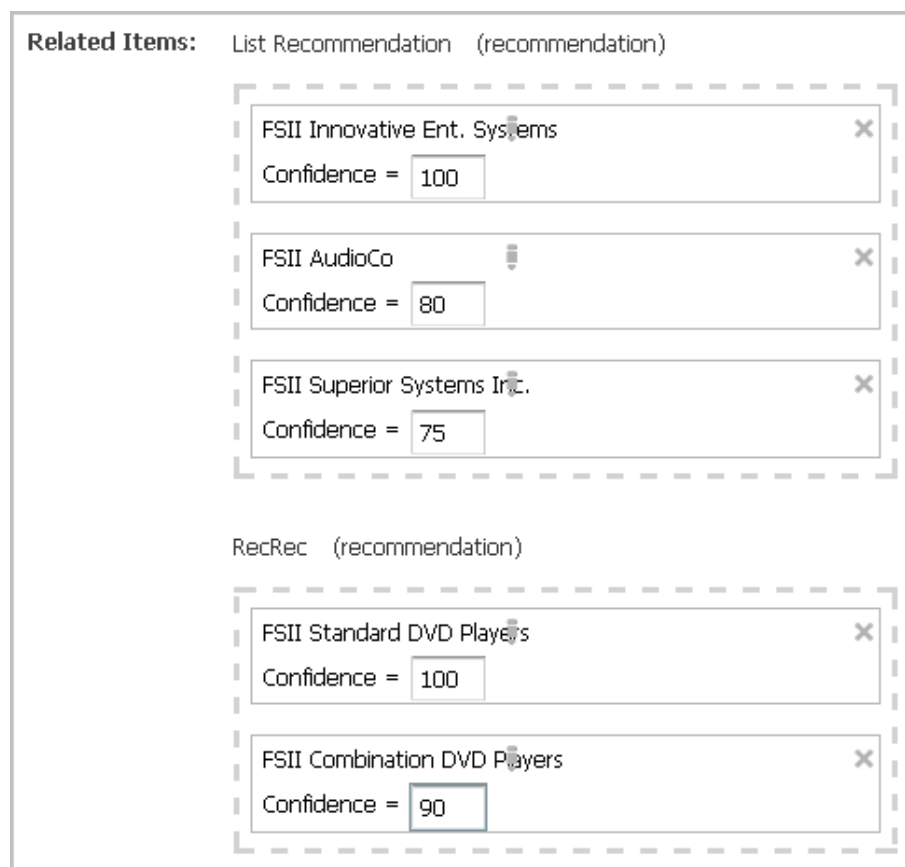 Related Items: List Recommendation (recommendation)
FSII Innovative Ent. Systems
Confidence = 100
FSII AudioCo
Confidence = 80
FSII Superior Systems Inc.
Confidence = 75
RecRec (recommendation)
FSII Standard DVD Players
Confidence = 100
FSII Combination DVD Players
Confidence = 90